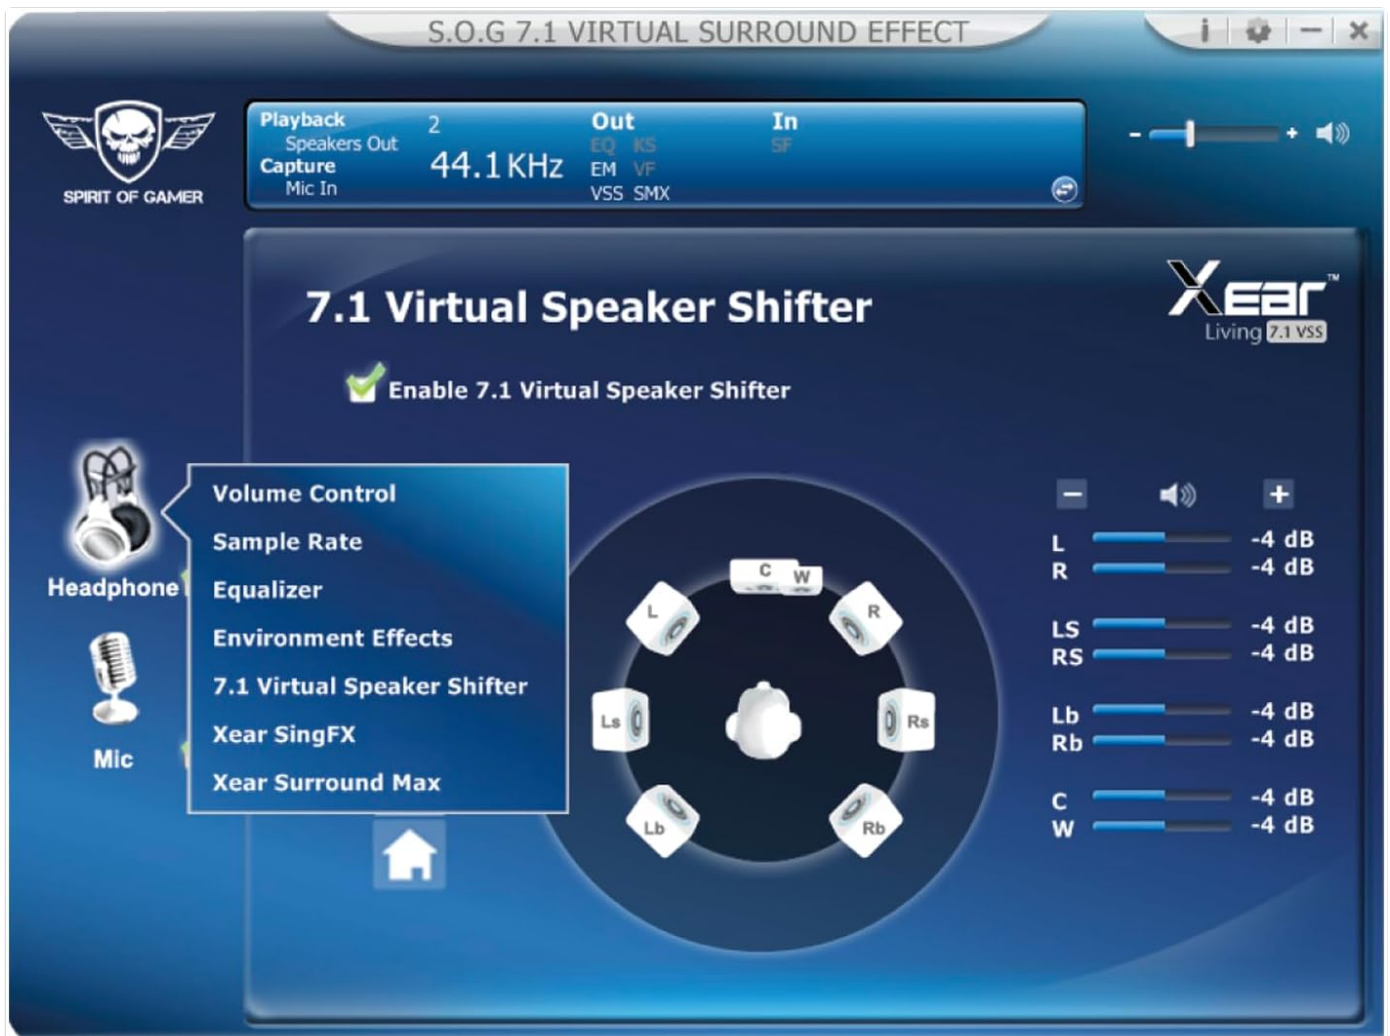 S.O.G 7.1 VIRTUAL SURROUND EFFECT
i
SPIRIT OF GAMER
Playback 2 Out In
Speakers Out EQ KS SF
Capture 44.1KHz EM VF
Mic In VSS SMX
- +
7.1 Virtual Speaker Shifter
Xear™
Living 7.1 VSS
Enable 7.1 Virtual Speaker Shifter
Headphone
Mic
Volume Control
Sample Rate
Equalizer
Environment Effects
7.1 Virtual Speaker Shifter
Xear SingFX
Xear Surround Max
C W
L R
Ls Rs
Lb Rb
- +
L -4 dB
R -4 dB
LS -4 dB
RS -4 dB
Lb -4 dB
Rb -4 dB
C -4 dB
W -4 dB